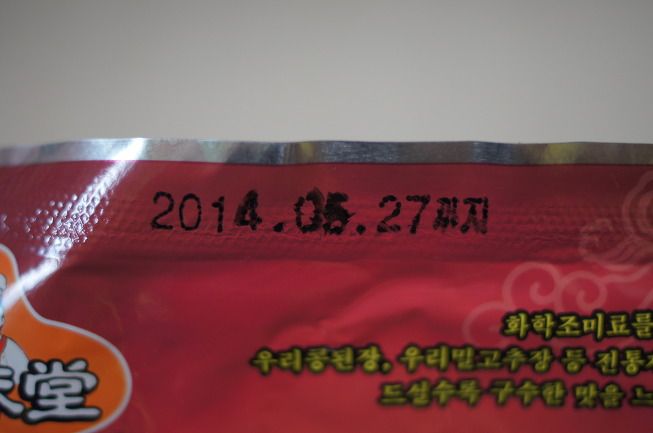 2014.05.27까지
화학조미료를
우리콩된장, 우리밀고추장 등 전통
드실수록 구수한 맛을 느
堂